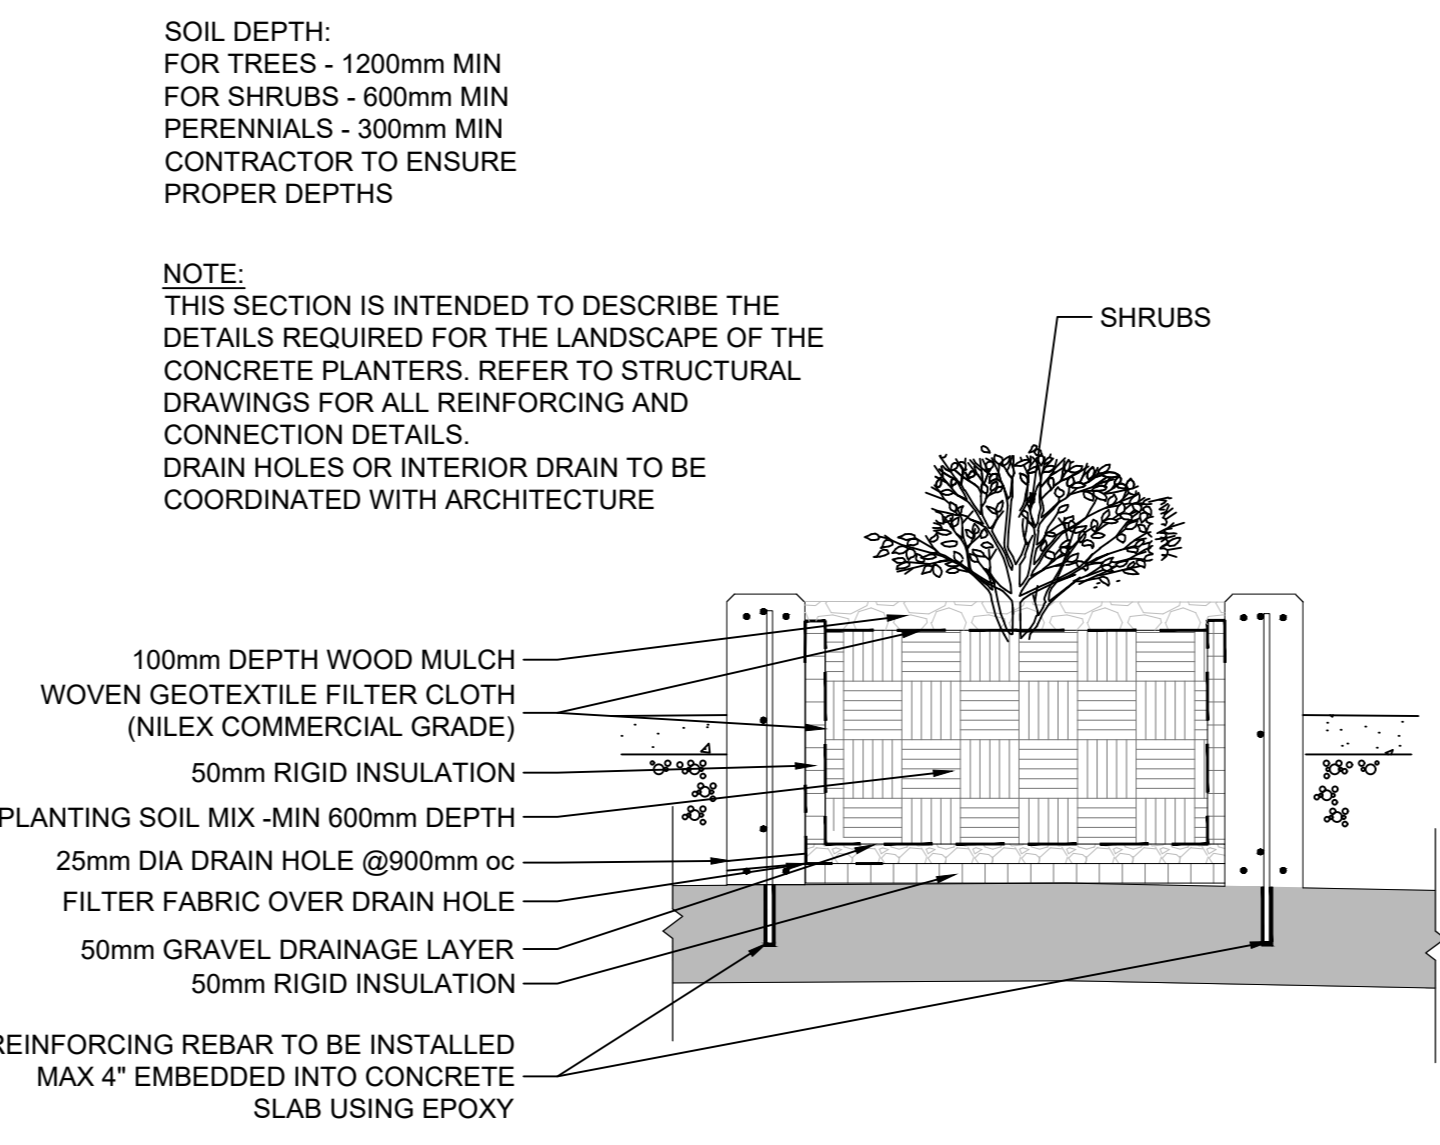 SOIL DEPTH:
FOR TREES - 1200mm MIN
FOR SHRUBS - 600mm MIN
PERENNIALS - 300mm MIN
CONTRACTOR TO ENSURE
PROPER DEPTHS
NOTE:
THIS SECTION IS INTENDED TO DESCRIBE THE
DETAILS REQUIRED FOR THE LANDSCAPE OF THE
CONCRETE PLANTERS. REFER TO STRUCTURAL
DRAWINGS FOR ALL REINFORCING AND
CONNECTION DETAILS.
DRAIN HOLES OR INTERIOR DRAIN TO BE
COORDINATED WITH ARCHITECTURE
SHRUBS
100mm DEPTH WOOD MULCH
WOVEN GEOTEXTILE FILTER CLOTH
(NILEX COMMERCIAL GRADE)
50mm RIGID INSULATION
PLANTING SOIL MIX -MIN 600mm DEPTH
25mm DIA DRAIN HOLE @900mm oc
FILTER FABRIC OVER DRAIN HOLE
50mm GRAVEL DRAINAGE LAYER
50mm RIGID INSULATION
REINFORCING REBAR TO BE INSTALLED
MAX 4" EMBEDDED INTO CONCRETE
SLAB USING EPOXY